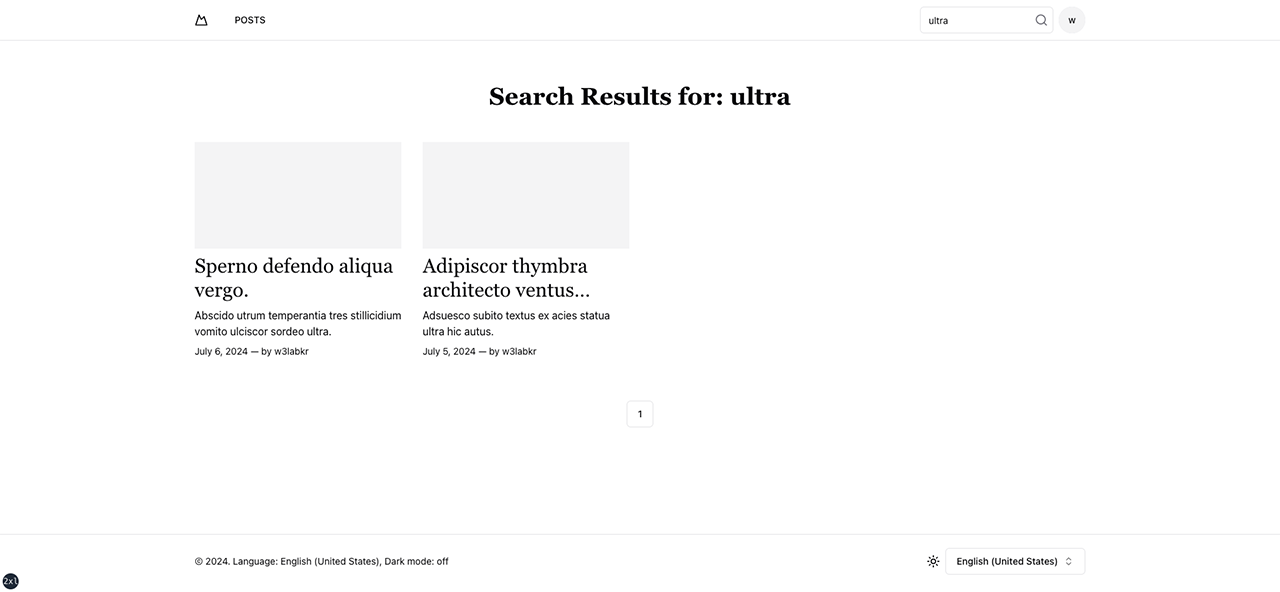 POSTS
ultra
w
Search Results for: ultra
Sperno defendo aliqua
vergo.
Abscido utrum temperantia tres stillicidium
vomito ulciscor sordeo ultra.
July 6, 2024 — by w3labkr
Adipiscor thymbra
architecto ventus...
Adsuesco subito textus ex acies statua
ultra hic autus.
July 5, 2024 — by w3labkr
1
© 2024. Language: English (United States), Dark mode: off
English (United States)
2xl